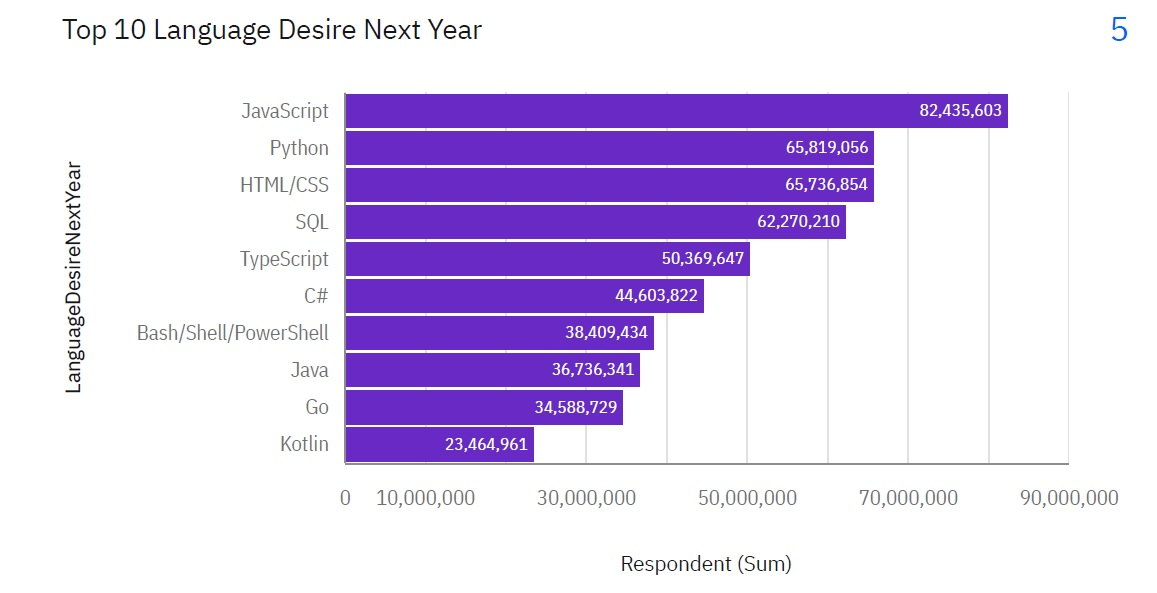 Top 10 Language Desire Next Year
5
LanguageDesireNextYear
JavaScript 82,435,603
Python 65,819,056
HTML/CSS 65,736,854
SQL 62,270,210
TypeScript 50,369,647
C# 44,603,822
Bash/Shell/PowerShell 38,409,434
Java 36,736,341
Go 34,588,729
Kotlin 23,464,961
0 10,000,000 30,000,000 50,000,000 70,000,000 90,000,000
Respondent (Sum)